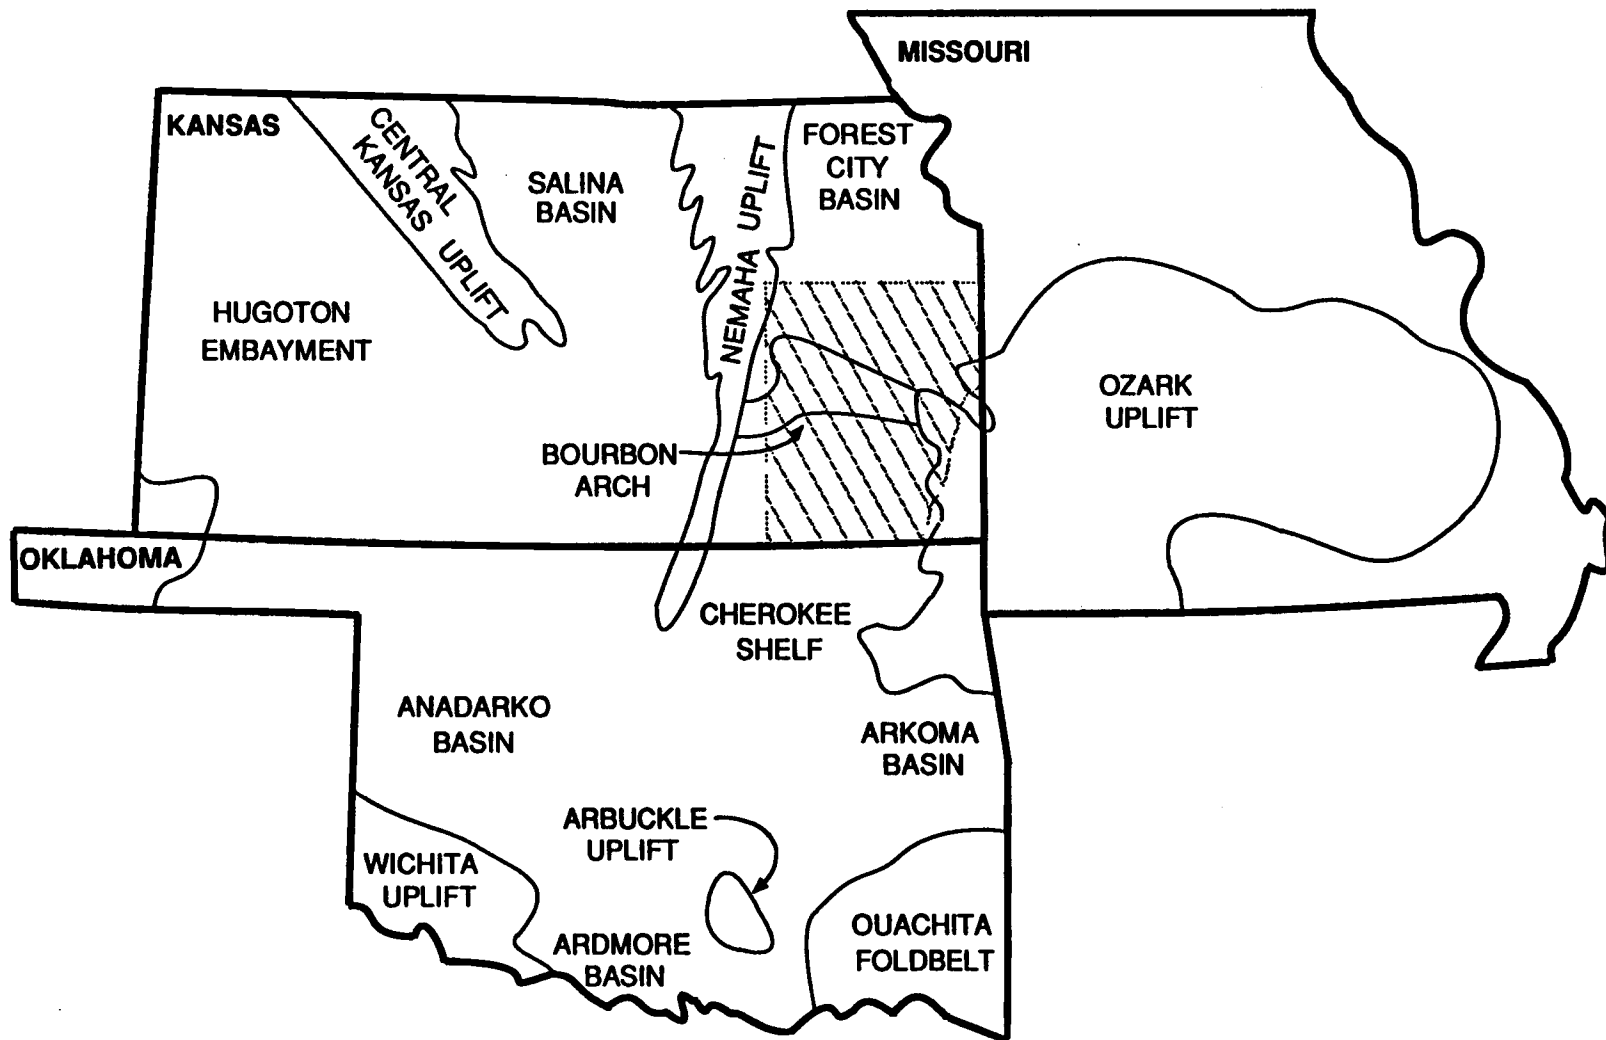 MISSOURI
KANSAS
CENTRAL
KANSAS UPLIFT
SALINA
BASIN
NEMAHA UPLIFT
FOREST
CITY
BASIN
HUGOTON
EMBAYMENT
OZARK
UPLIFT
BOURBON
ARCH
OKLAHOMA
CHEROKEE
SHELF
ANADARKO
BASIN
ARKOMA
BASIN
ARBUCKLE
UPLIFT
WICHITA
UPLIFT
ARDMORE
BASIN
OUACHITA
FOLDBELT